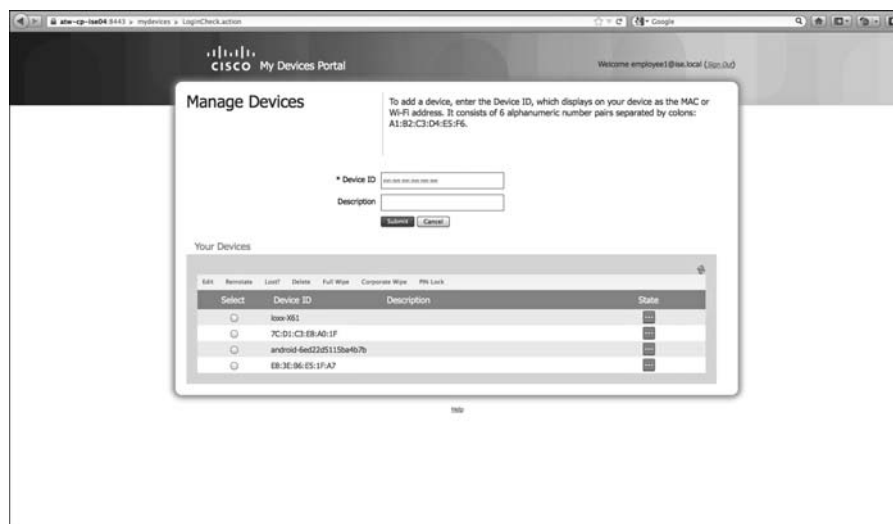 atw-cp-ise04:8443 › mydevices › LoginCheck.action
Google
CISCO My Devices Portal
Welcome employee1@ise.local (Sign Out)
Manage Devices
To add a device, enter the Device ID, which displays on your device as the MAC or
Wi-Fi address. It consists of 6 alphanumeric number pairs separated by colons:
A1:B2:C3:D4:E5:F6.
* Device ID
Description
Submit Cancel
Your Devices
Edit Reinstate Lost? Delete Full Wipe Corporate Wipe PIN Lock
Select Device ID Description State
7C:D1:C3:E8:A0:1F
android-6ed22d5115ba4b7b
E8:3E:B6:E5:1F:A7
Help